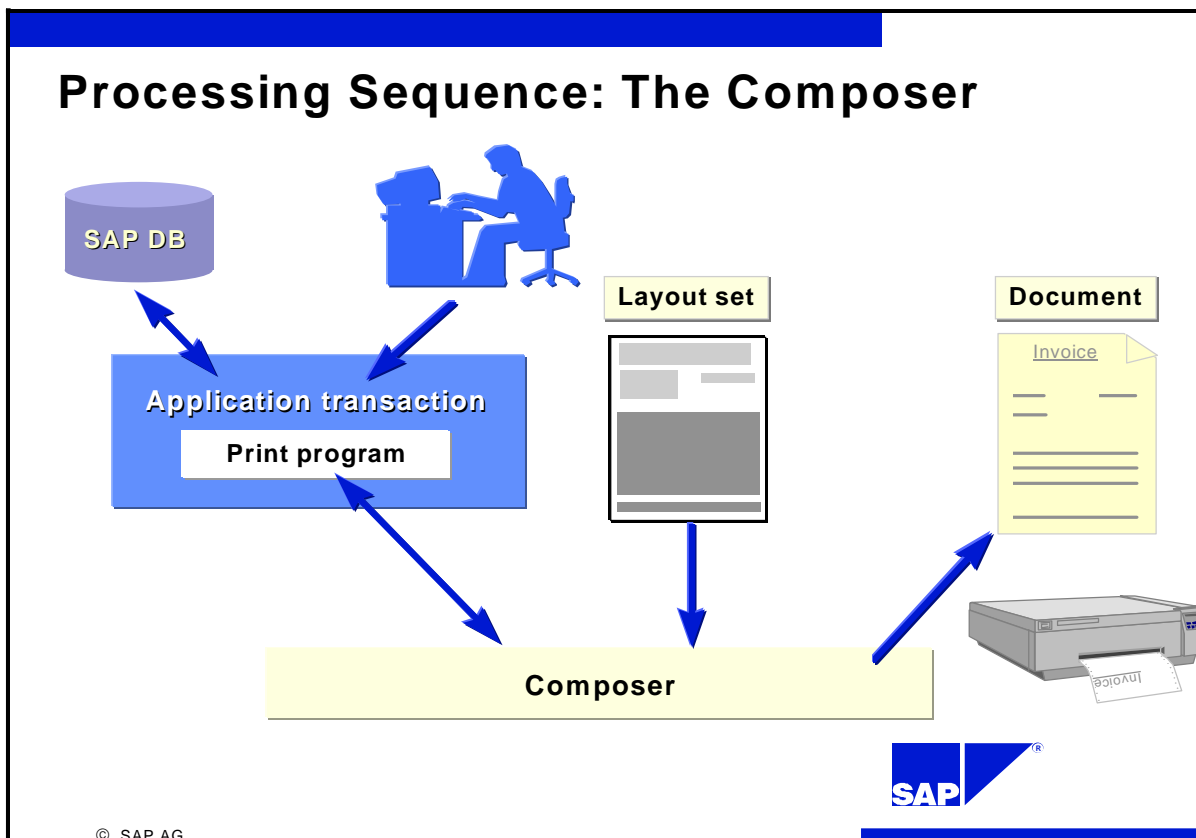 Processing Sequence: The Composer
SAP DB
Layout set
Document
Invoice
Application transaction
Print program
Invoice
Composer
SAP ®
© SAP AG